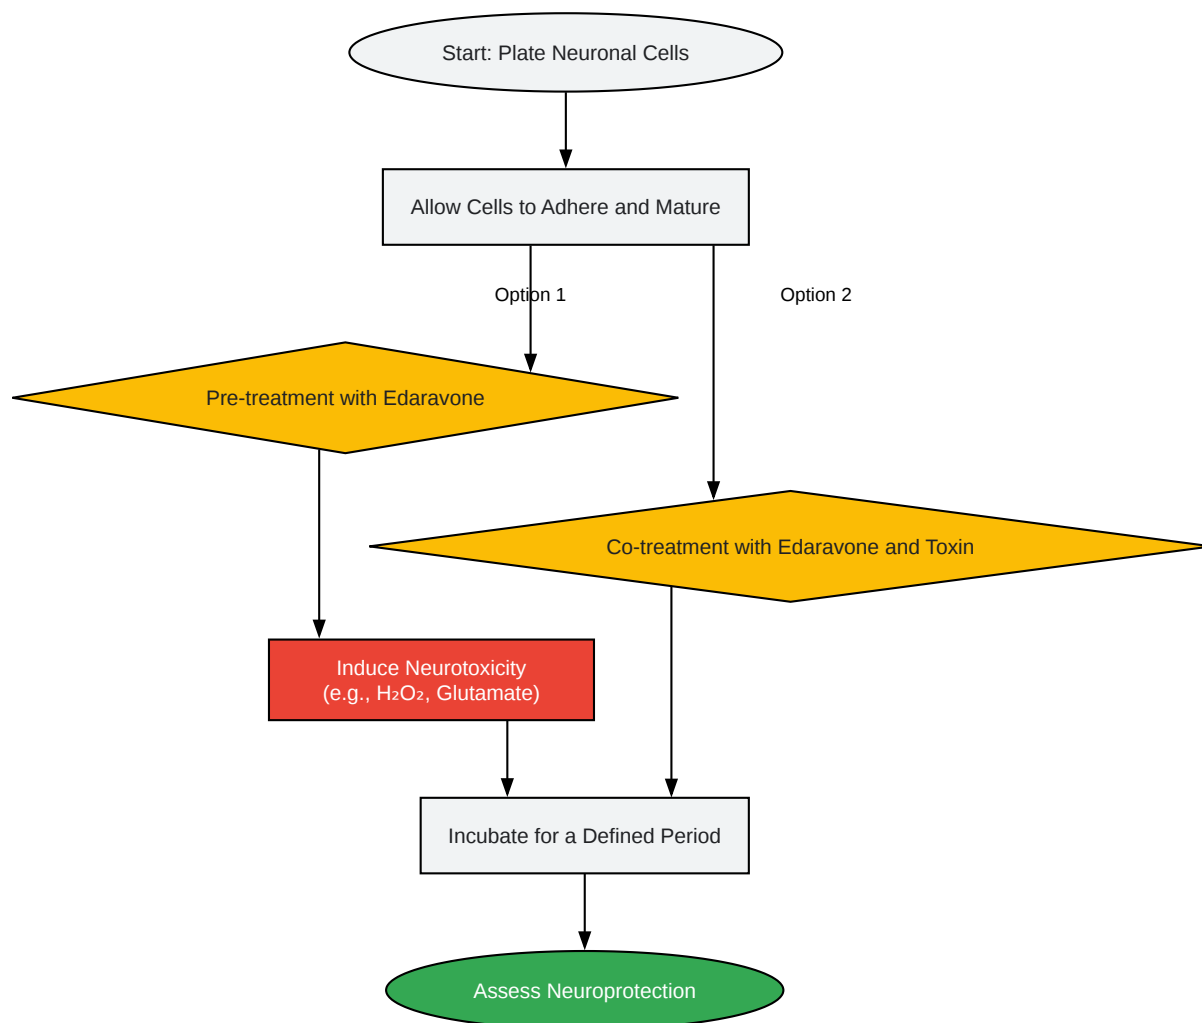 Start: Plate Neuronal Cells
Allow Cells to Adhere and Mature
Option 1
Option 2
Pre-treatment with Edaravone
Co-treatment with Edaravone and Toxin
Induce Neurotoxicity
(e.g., H₂O₂, Glutamate)
Incubate for a Defined Period
Assess Neuroprotection